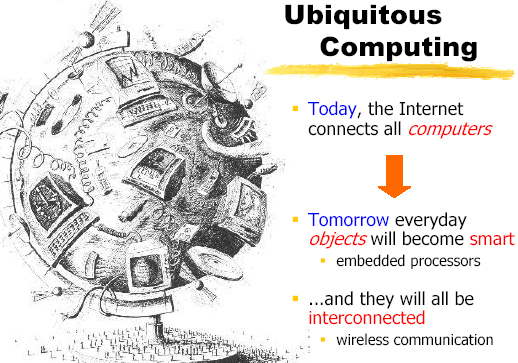 Ubiquitous
Computing
Today, the Internet
connects all computers
Tomorrow everyday
objects will become smart
embedded processors
...and they will all be
interconnected
wireless communication